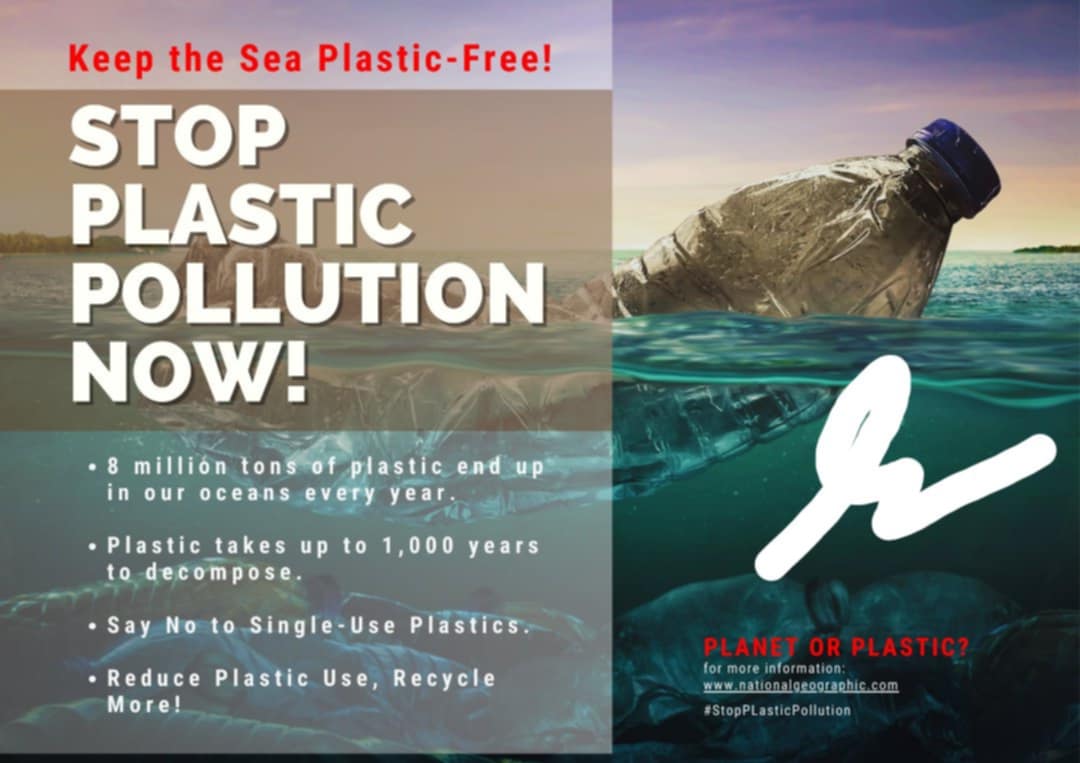 Keep the Sea Plastic-Free!
STOP
PLASTIC
POLLUTION
NOW!
• 8 million tons of plastic end up
in our oceans every year.
• Plastic takes up to 1,000 years
to decompose.
• Say No to Single-Use Plastics.
• Reduce Plastic Use, Recycle
More!
PLANET OR PLASTIC?
for more information:
www.nationalgeographic.com
#StopPLasticPollution